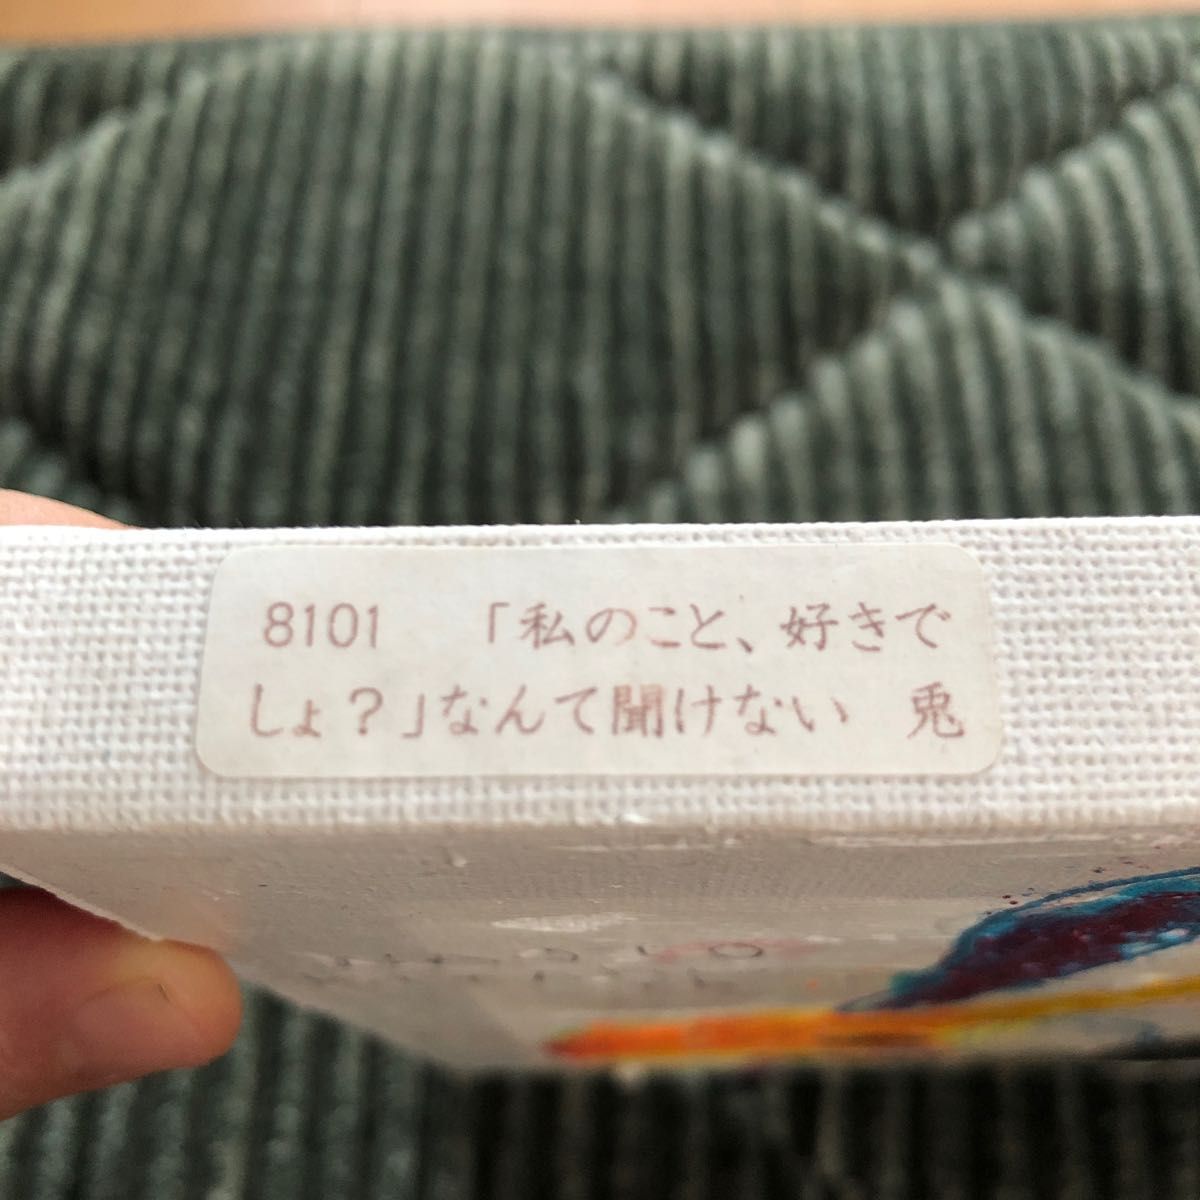 8101　「私のこと、好きで
しょ？」なんて聞けない　兎